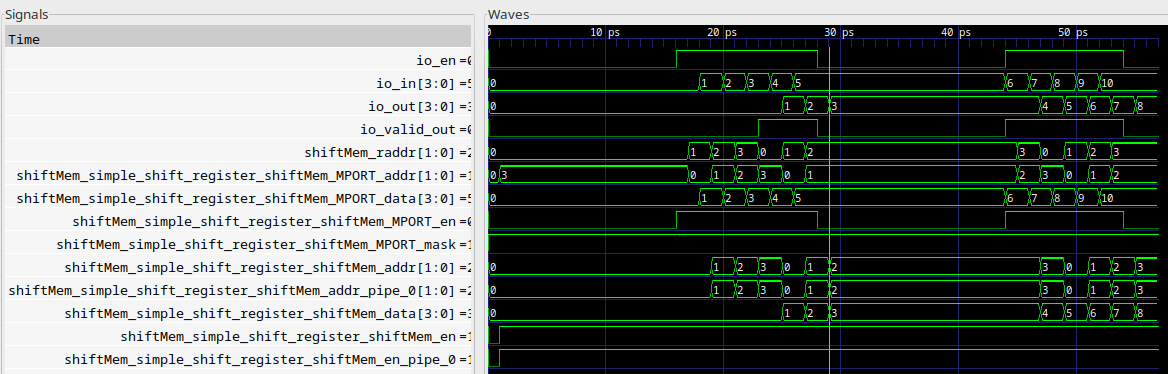 Signals
Waves
Time
0 10 ps 20 ps 30 ps 40 ps 50 ps
io_en =0
io_in[3:0] =5 0 1 2 3 4 5 6 7 8 9 10
io_out[3:0] =3 0 1 2 3 4 5 6 7 8
io_valid_out =0
shiftMem_raddr[1:0] =2 0 1 2 3 0 1 2 3 0 1 2 3
shiftMem_simple_shift_register_shiftMem_MPORT_addr[1:0] =1 0 3 0 1 2 3 0 1 2 3 0 1 2
shiftMem_simple_shift_register_shiftMem_MPORT_data[3:0] =5 0 1 2 3 4 5 6 7 8 9 10
shiftMem_simple_shift_register_shiftMem_MPORT_en =0
shiftMem_simple_shift_register_shiftMem_MPORT_mask =1
shiftMem_simple_shift_register_shiftMem_addr[1:0] =2 0 1 2 3 0 1 2 3 0 1 2 3
shiftMem_simple_shift_register_shiftMem_addr_pipe_0[1:0] =2 0 1 2 3 0 1 2 3 0 1 2 3
shiftMem_simple_shift_register_shiftMem_data[3:0] =3 0 1 2 3 4 5 6 7 8
shiftMem_simple_shift_register_shiftMem_en =1
shiftMem_simple_shift_register_shiftMem_en_pipe_0 =1